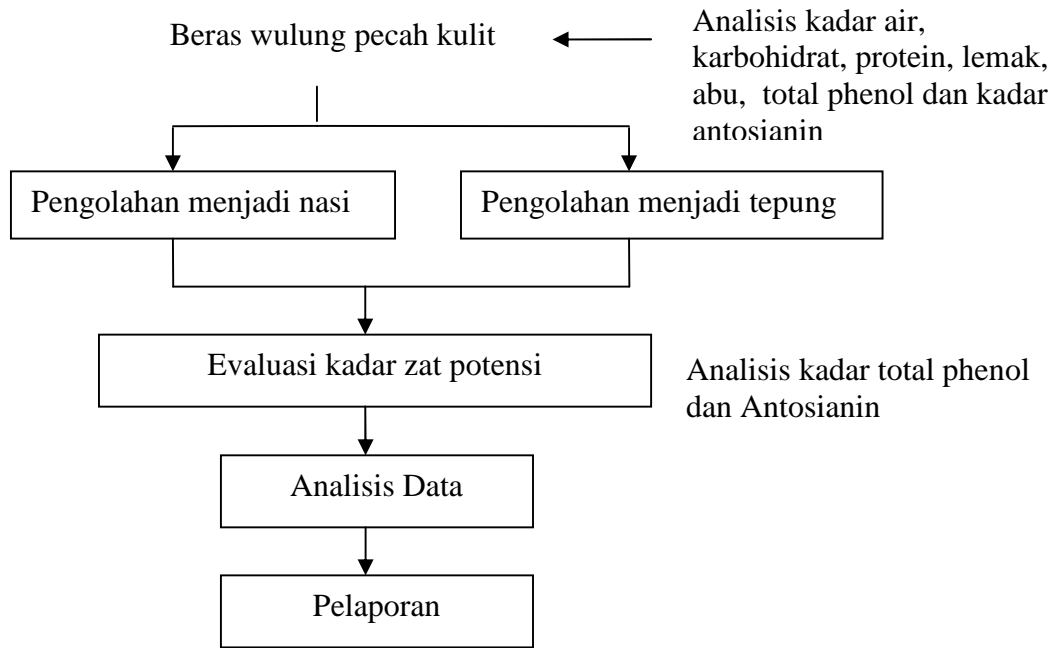 Beras wulung pecah kulit
Analisis kadar air,
karbohidrat, protein, lemak,
abu, total phenol dan kadar
antosianin
Pengolahan menjadi nasi
Pengolahan menjadi tepung
Evaluasi kadar zat potensi
Analisis kadar total phenol
dan Antosianin
Analisis Data
Pelaporan